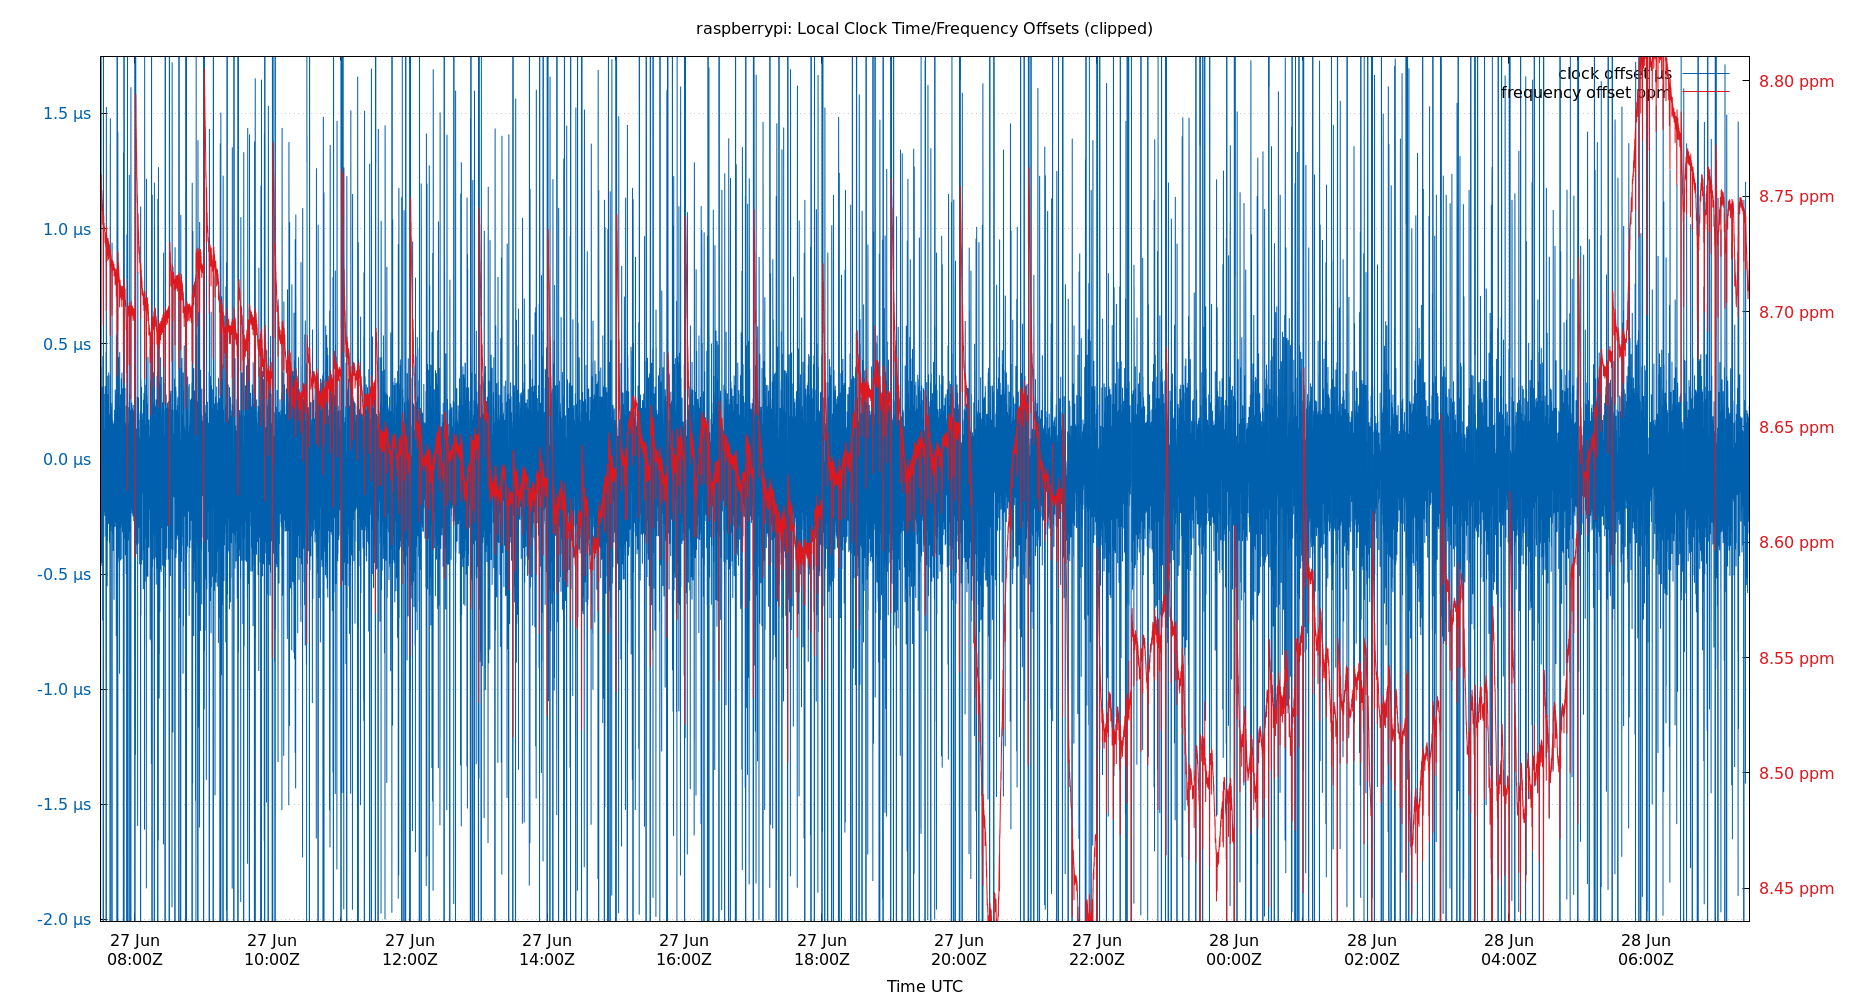 raspberrypi: Local Clock Time/Frequency Offsets (clipped)
clock offset µs
frequency offset ppm
1.5 µs
1.0 µs
0.5 µs
0.0 µs
-0.5 µs
-1.0 µs
-1.5 µs
-2.0 µs
8.80 ppm
8.75 ppm
8.70 ppm
8.65 ppm
8.60 ppm
8.55 ppm
8.50 ppm
8.45 ppm
27 Jun 27 Jun 27 Jun 27 Jun 27 Jun 27 Jun 27 Jun 27 Jun 28 Jun 28 Jun 28 Jun 28 Jun
08:00Z 10:00Z 12:00Z 14:00Z 16:00Z 18:00Z 20:00Z 22:00Z 00:00Z 02:00Z 04:00Z 06:00Z
Time UTC